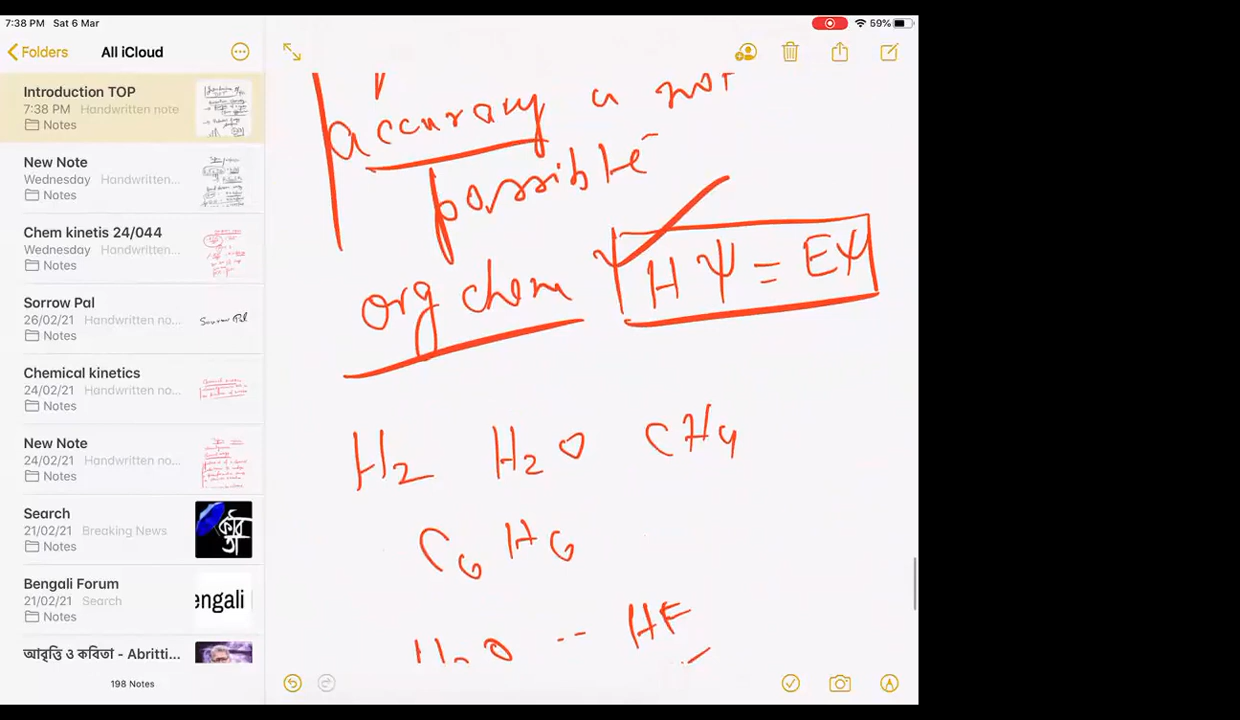 7:38 PM Sat 6 Mar
59%
Folders
All iCloud
Introduction TOP
7:38 PM Handwritten note
Notes
New Note
Wednesday Handwritten...
Notes
Chem kinetis 24/044
Wednesday Handwritten...
Notes
Sorrow Pal
26/02/21 Handwritten no...
Notes
Chemical kinetics
24/02/21 Handwritten no...
Notes
New Note
24/02/21 Handwritten no...
Notes
Search
21/02/21 Breaking News
Notes
Bengali Forum
21/02/21 Search
Notes
আবৃত্তি ও কবিতা - Abritti...
198 Notes
accuracy is not
possible
org chem Ψ HΨ = EΨ
H2 H2O CH4
C6H6
H2O -- HF